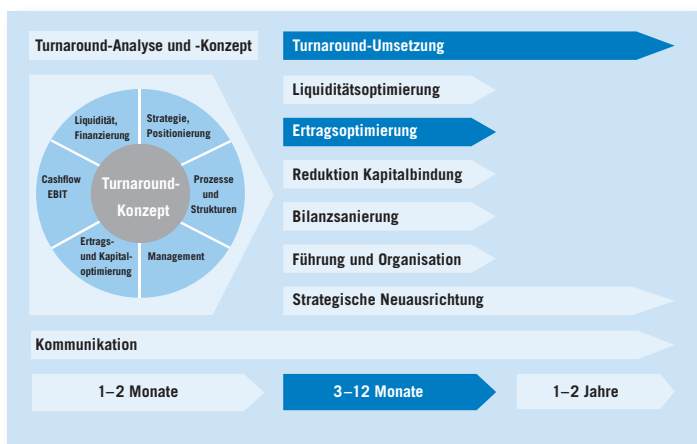 Turnaround-Analyse und -Konzept
Turnaround-Umsetzung
Liquidität,
Finanzierung
Strategie,
Positionierung
Cashflow
EBIT
Turnaround-
Konzept
Prozesse
und
Strukturen
Ertrags-
und Kapital-
optimierung
Management
Liquiditätsoptimierung
Ertragsoptimierung
Reduktion Kapitalbindung
Bilanzsanierung
Führung und Organisation
Strategische Neuausrichtung
Kommunikation
1–2 Monate
3–12 Monate
1–2 Jahre